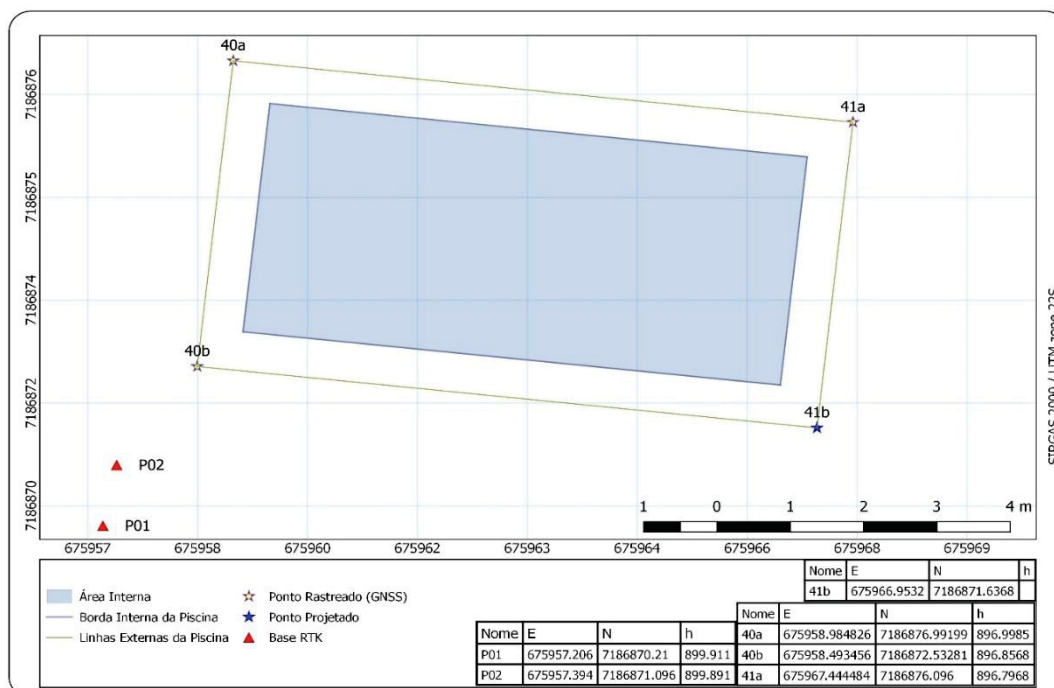 40a
7186876
41a
7186875
7186874
40b
7186872
41b
P02
7186870
P01
1 0 1 2 3 4 m
675957 675958 675960 675962 675963 675964 675966 675968 675969
SIRGAS 2000 / UTM zone 22S
Área Interna
Borda Interna da Piscina
Linhas Externas da Piscina
Ponto Rastreado (GNSS)
Ponto Projetado
Base RTK
Nome E N h
41b 675966.9532 7186871.6368
Nome E N h
P01 675957.206 7186870.21 899.911
P02 675957.394 7186871.096 899.891
Nome E N h
40a 675958.984826 7186876.99199 896.9985
40b 675958.493456 7186872.53281 896.8568
41a 675967.444484 7186876.096 896.7968